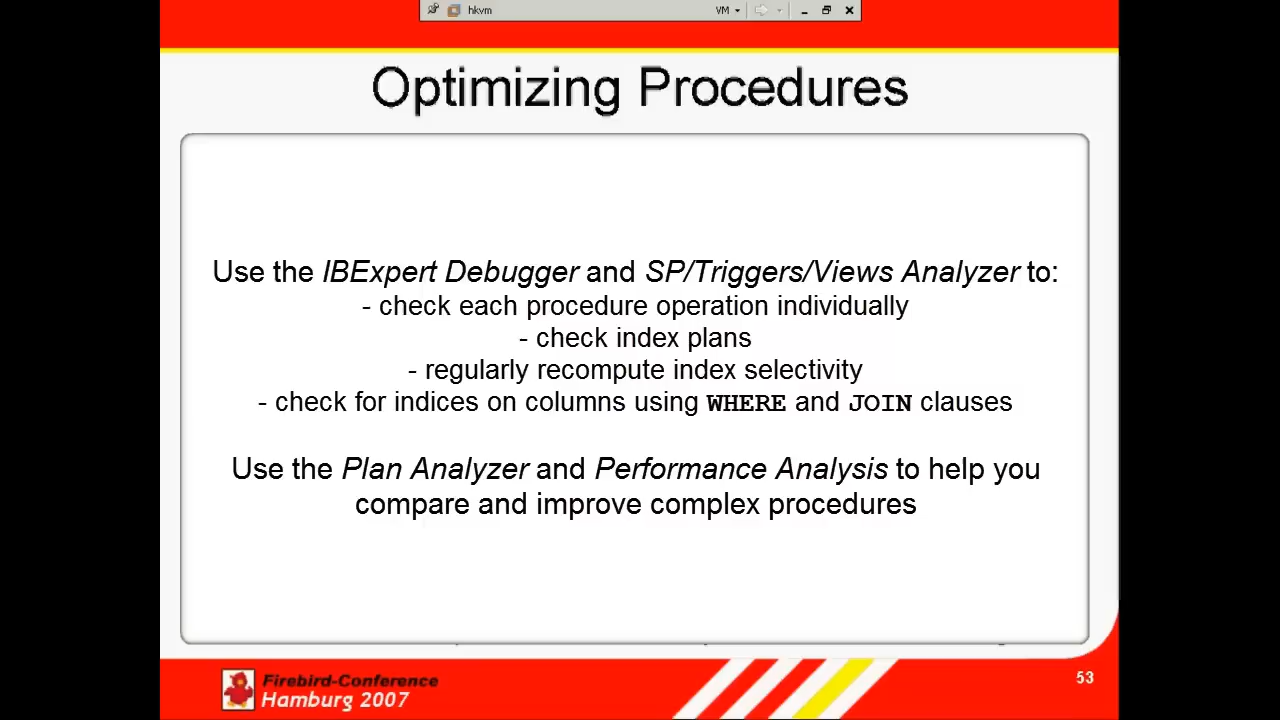 hkvm
VM
Optimizing Procedures
Use the IBExpert Debugger and SP/Triggers/Views Analyzer to:
- check each procedure operation individually
- check index plans
- regularly recompute index selectivity
- check for indices on columns using WHERE and JOIN clauses
Use the Plan Analyzer and Performance Analysis to help you
compare and improve complex procedures
Firebird-Conference
Hamburg 2007
53